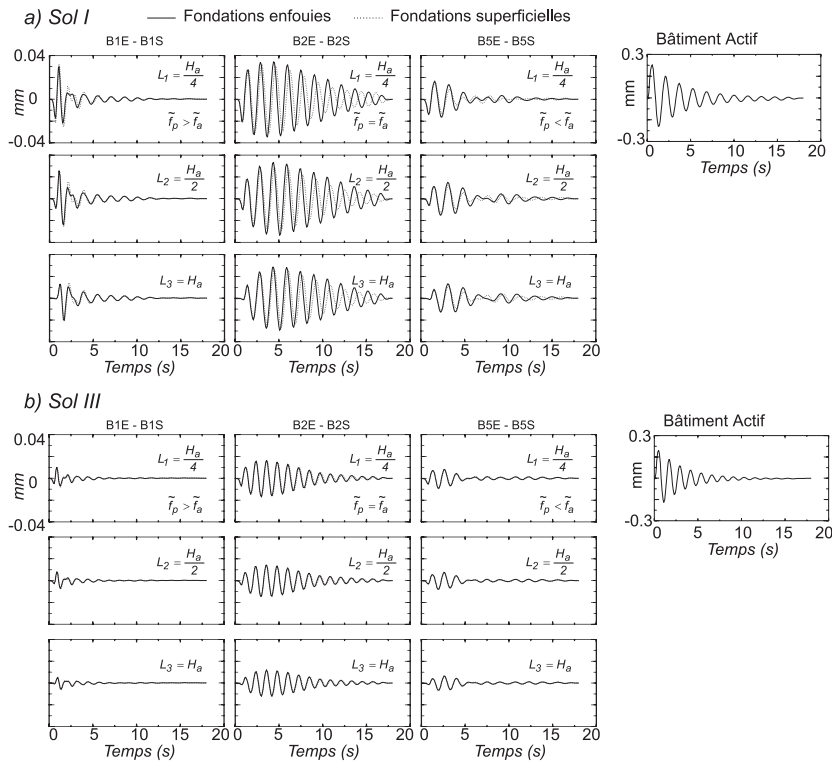 Fondations enfouies Fondations superficielles
a) Sol I
B1E - B1S B2E - B2S B5E - B5S Bâtiment Actif
0.04
0
-0.04
mm
L1 = Ha/4 L1 = Ha/4 L1 = Ha/4
f̃p > f̃a f̃p = f̃a f̃p < f̃a
0.3
mm
-0.3
0 5 10 15 20
Temps (s)
L2 = Ha/2 L2 = Ha/2 L2 = Ha/2
L3 = Ha L3 = Ha L3 = Ha
0 5 10 15 20 0 5 10 15 20 0 5 10 15 20
Temps (s) Temps (s) Temps (s)
b) Sol III
B1E - B1S B2E - B2S B5E - B5S Bâtiment Actif
0.04
0
-0.04
mm
L1 = Ha/4 L1 = Ha/4 L1 = Ha/4
f̃p > f̃a f̃p = f̃a f̃p < f̃a
0.3
mm
-0.3
0 5 10 15 20
Temps (s)
L2 = Ha/2 L2 = Ha/2 L2 = Ha/2
L3 = Ha L3 = Ha L3 = Ha
0 5 10 15 20 0 5 10 15 20 0 5 10 15 20
Temps (s) Temps (s) Temps (s)